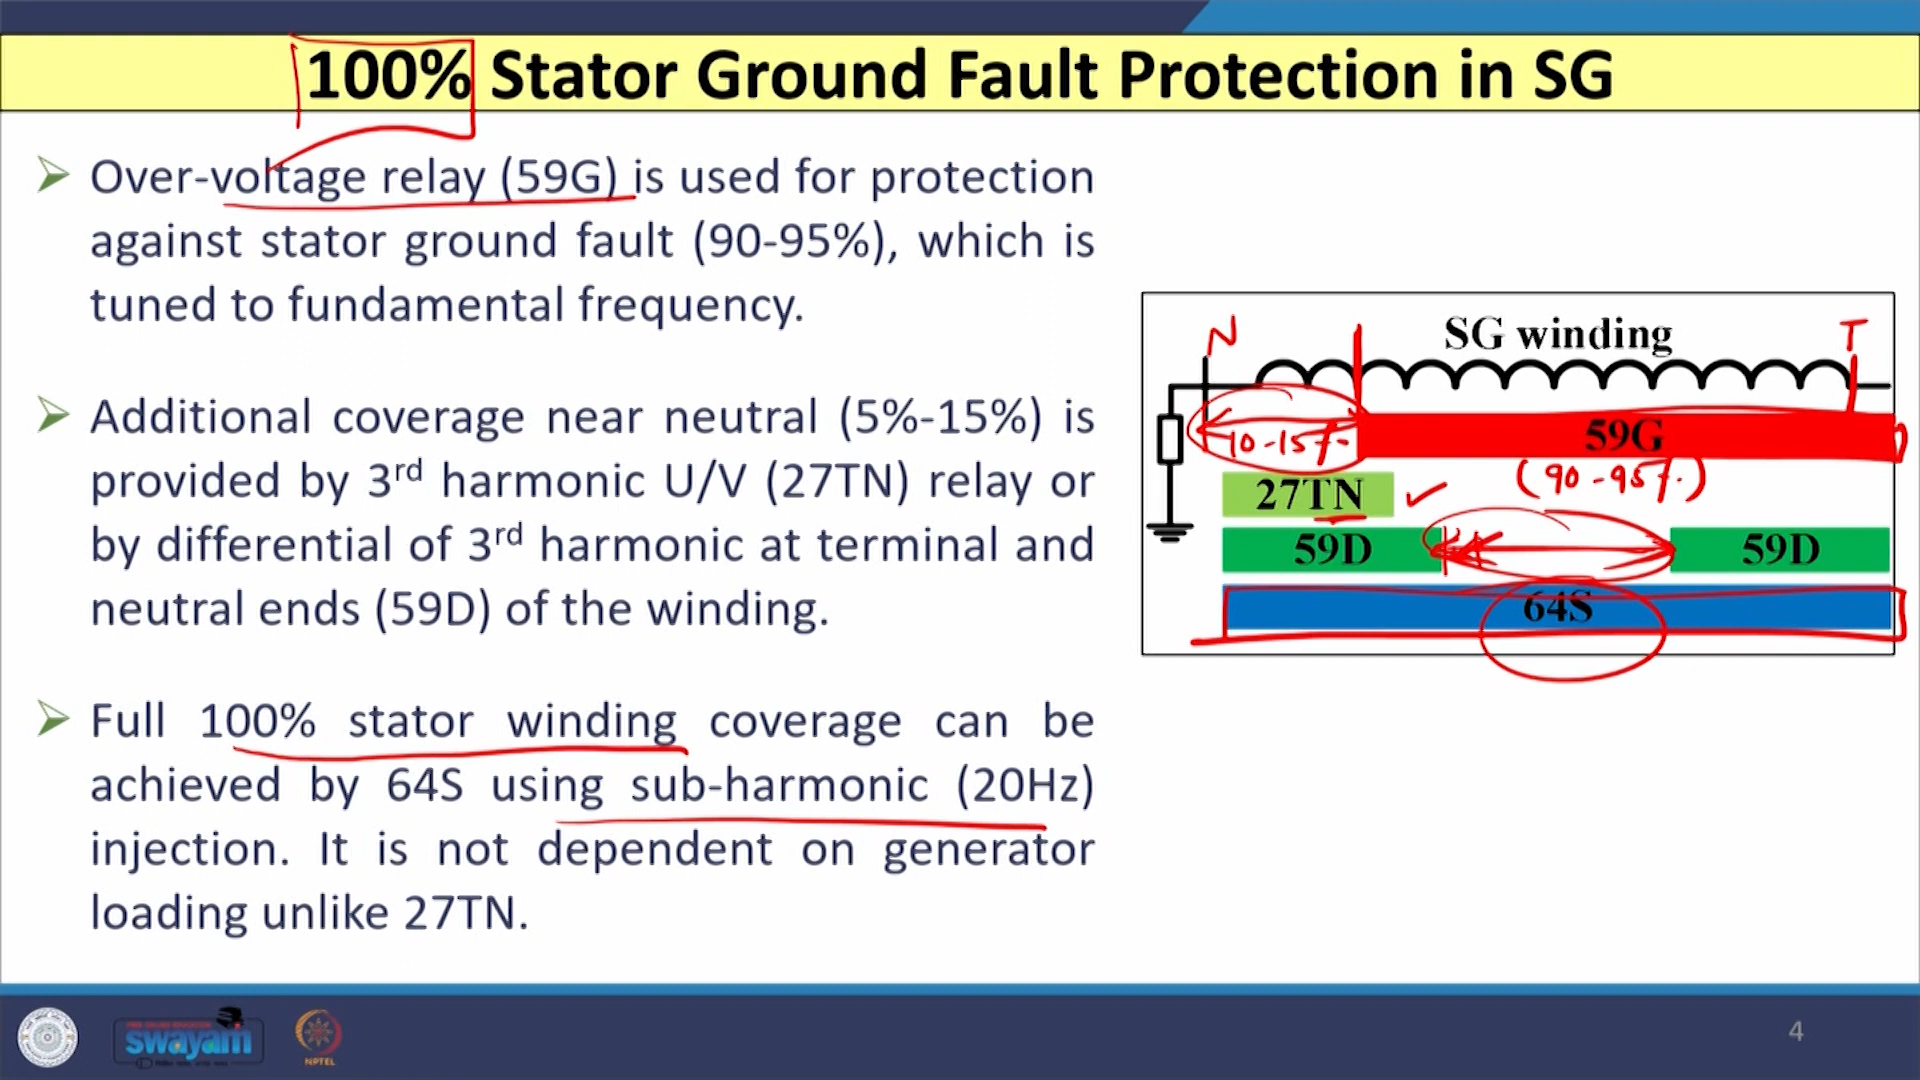 100% Stator Ground Fault Protection in SG
➢ Over-voltage relay (59G) is used for protection
against stator ground fault (90-95%), which is
tuned to fundamental frequency.
➢ Additional coverage near neutral (5%-15%) is
provided by 3rd harmonic U/V (27TN) relay or
by differential of 3rd harmonic at terminal and
neutral ends (59D) of the winding.
➢ Full 100% stator winding coverage can be
achieved by 64S using sub-harmonic (20Hz)
injection. It is not dependent on generator
loading unlike 27TN.
N SG winding T
10-15%. 59G
27TN (90-95%.)
59D 59D
64S
swayam
NPTEL
4